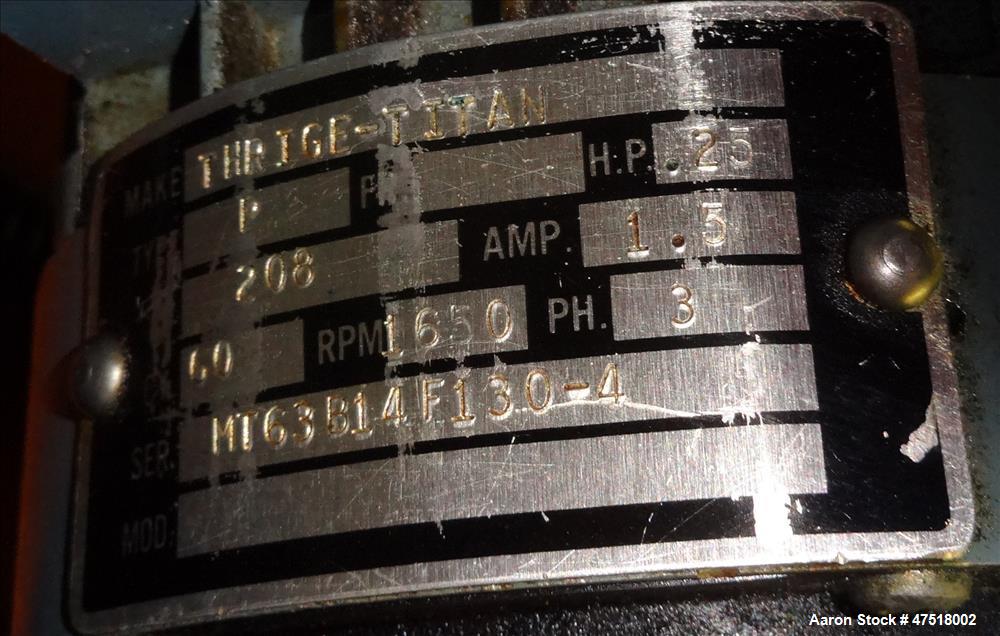 MAKE THRIGE-TITAN
TYPE P H.P. .25
208 AMP. 1.5
60 RPM 1650 PH. 3
SER. MT63B14F130-4
MOD.
Aaron Stock # 47518002